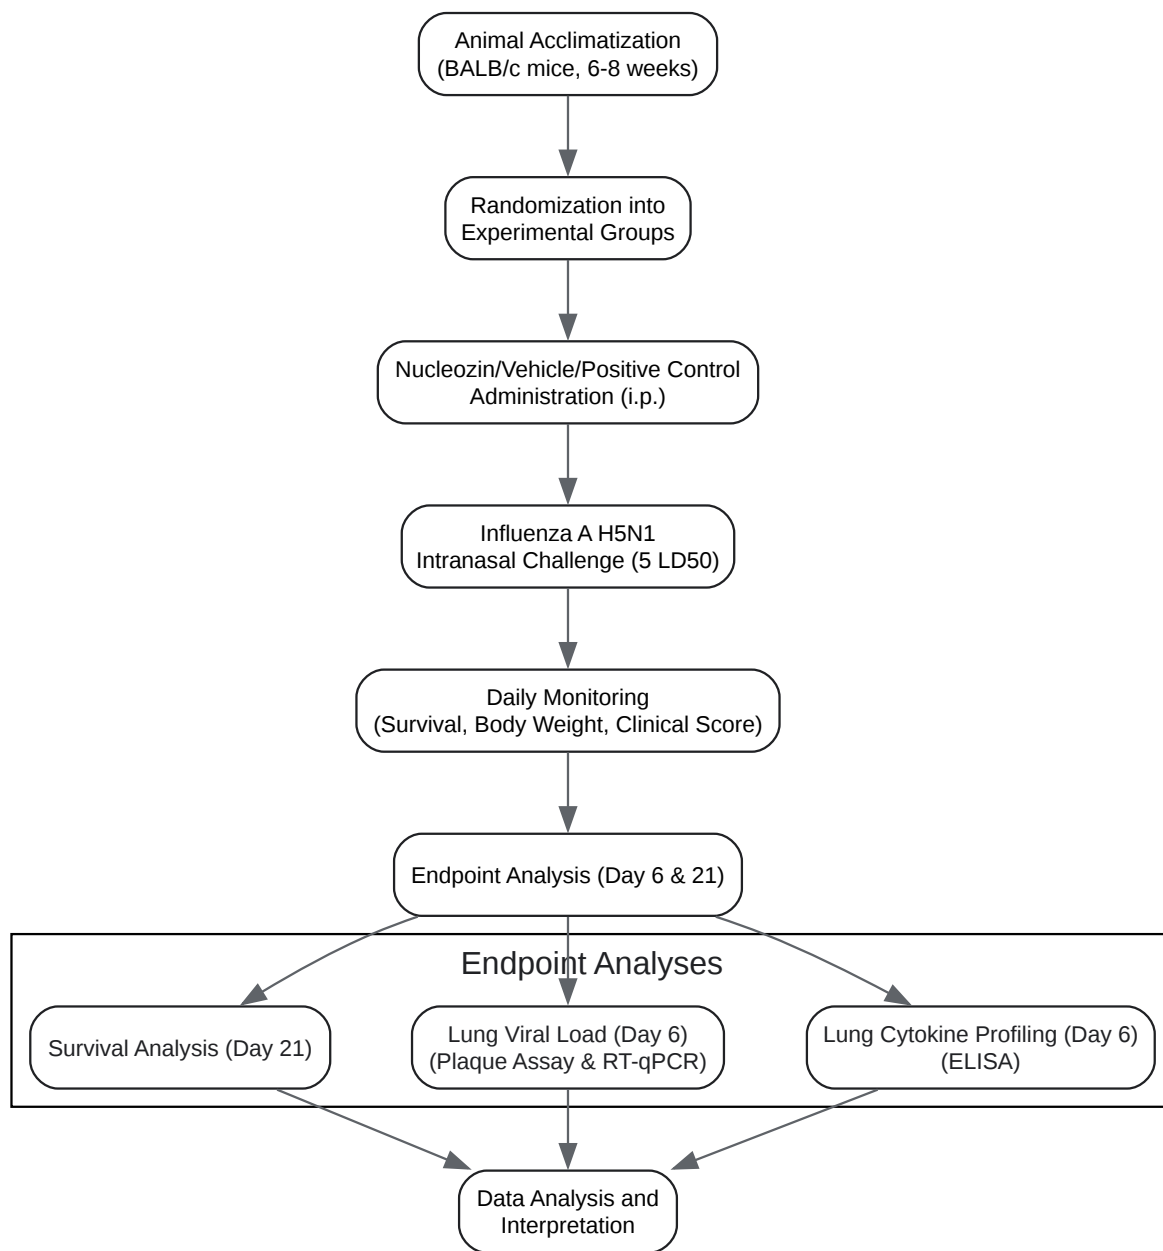 Animal Acclimatization
(BALB/c mice, 6-8 weeks)
Randomization into
Experimental Groups
Nucleozin/Vehicle/Positive Control
Administration (i.p.)
Influenza A H5N1
Intranasal Challenge (5 LD50)
Daily Monitoring
(Survival, Body Weight, Clinical Score)
Endpoint Analysis (Day 6 & 21)
Endpoint Analyses
Survival Analysis (Day 21)
Lung Viral Load (Day 6)
(Plaque Assay & RT-qPCR)
Lung Cytokine Profiling (Day 6)
(ELISA)
Data Analysis and
Interpretation